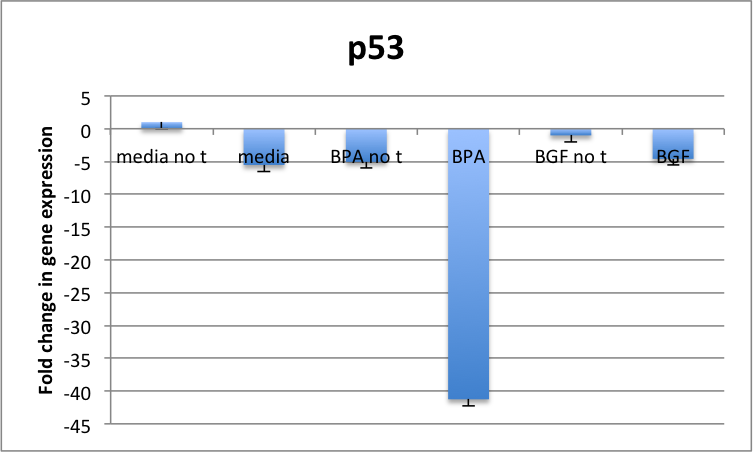 p53
Fold change in gene expression
5
0
-5
-10
-15
-20
-25
-30
-35
-40
-45
media no t
media
BPA no t
BPA
BGF no t
BGF